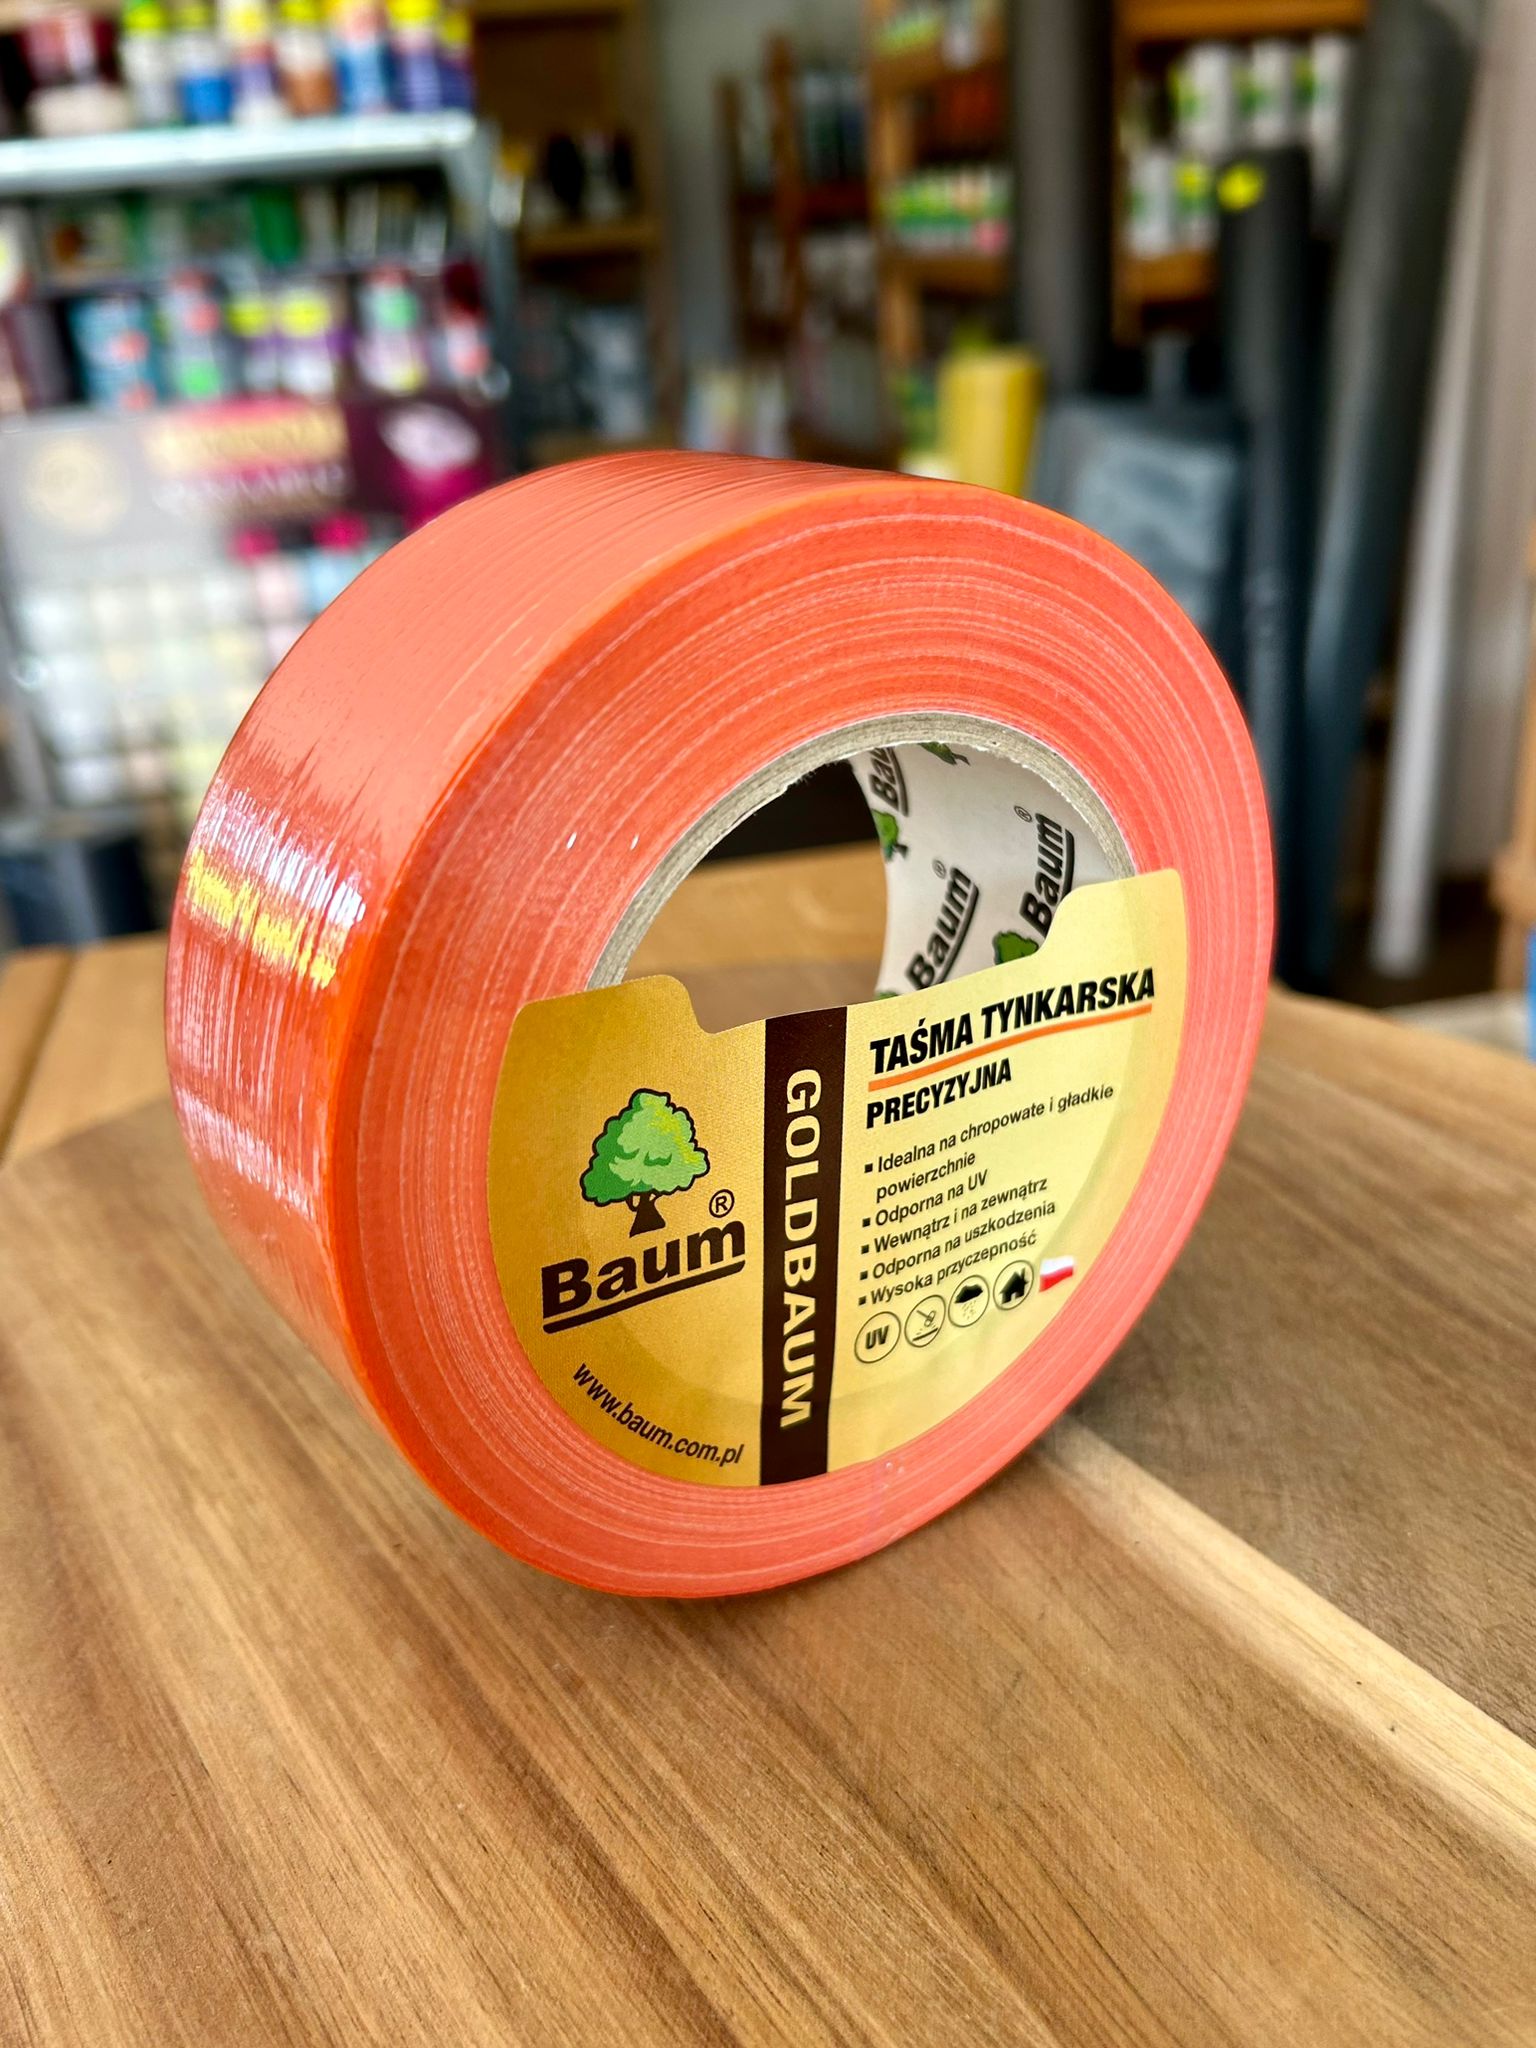 Baum®
Baum®
Baum®
Baum®
www.baum.com.pl
GOLDBAUM
TAŚMA TYNKARSKA
PRECYZYJNA
▪ Idealna na chropowate i gładkie
powierzchnie
▪ Odporna na UV
▪ Wewnątrz i na zewnątrz
▪ Odporna na uszkodzenia
▪ Wysoka przyczepność
UV